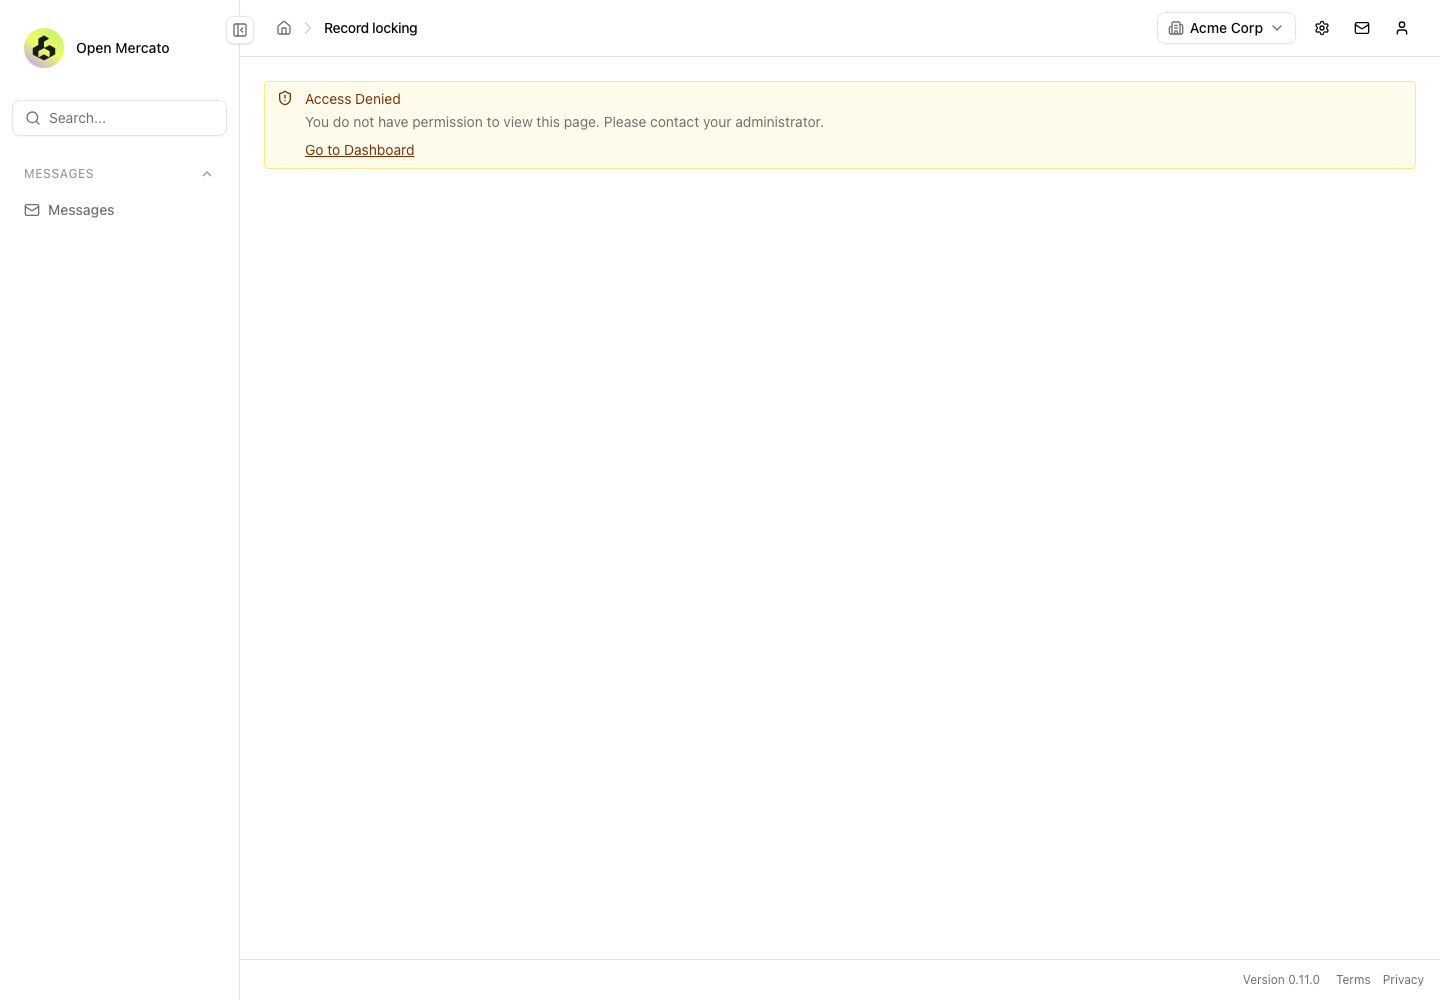 Open Mercato
Search...
MESSAGES
Messages
Record locking
Acme Corp
Access Denied
You do not have permission to view this page. Please contact your administrator.
Go to Dashboard
Version 0.11.0 Terms Privacy